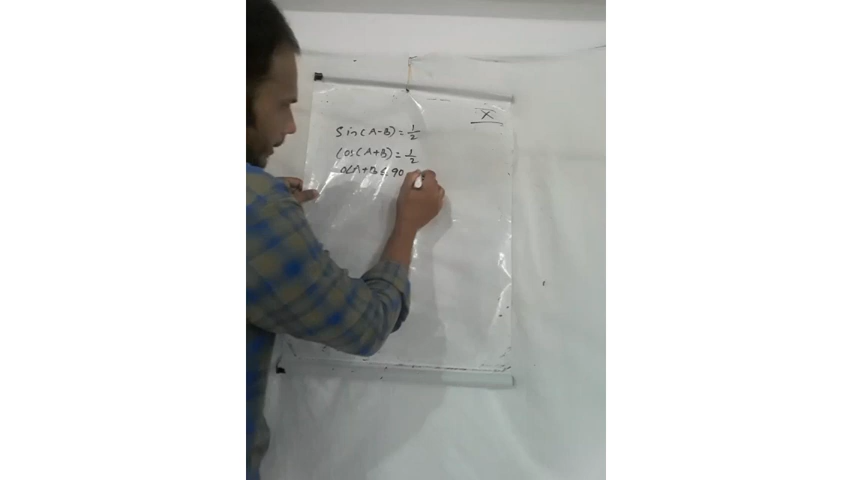 X
Sin(A-B)=1/2
Cos(A+B)=1/2
0<A+B≤90